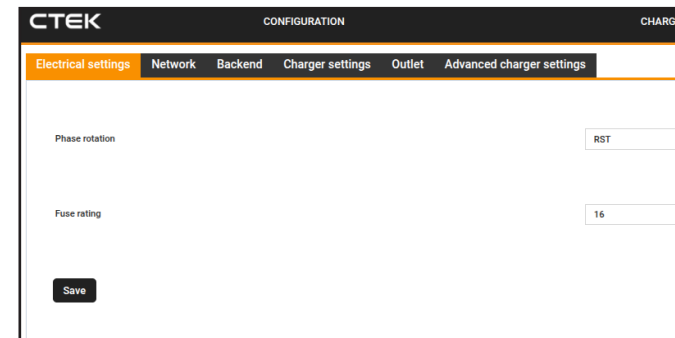 CTEK CONFIGURATION CHARG
Electrical settings Network Backend Charger settings Outlet Advanced charger settings
Phase rotation RST
Fuse rating 16
Save